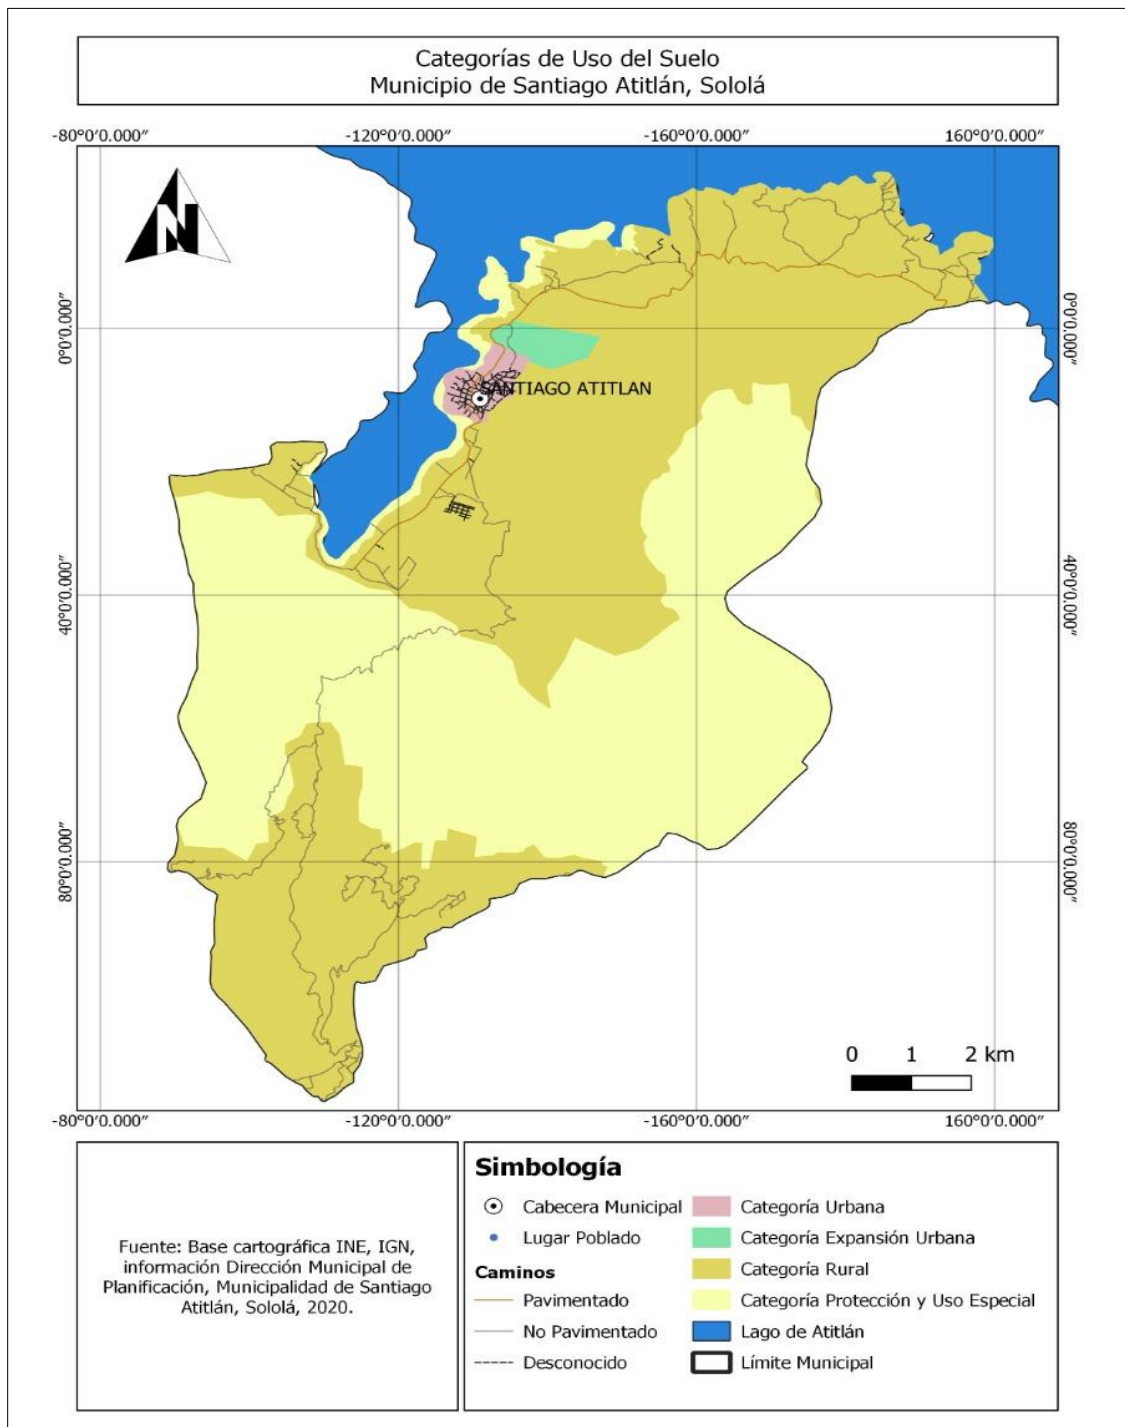 Categorías de Uso del Suelo
Municipio de Santiago Atitlán, Sololá
-80°0'0.000" -120°0'0.000" -160°0'0.000" 160°0'0.000"
N
0°0'0.000" 0°0'0.000"
SANTIAGO ATITLAN
40°0'0.000" 40°0'0.000"
80°0'0.000" 80°0'0.000"
0 1 2 km
-80°0'0.000" -120°0'0.000" -160°0'0.000" 160°0'0.000"
Fuente: Base cartográfica INE, IGN,
información Dirección Municipal de
Planificación, Municipalidad de Santiago
Atitlán, Sololá, 2020.
Simbología
Cabecera Municipal
Lugar Poblado
Caminos
Pavimentado
No Pavimentado
Desconocido
Categoría Urbana
Categoría Expansión Urbana
Categoría Rural
Categoría Protección y Uso Especial
Lago de Atitlán
Límite Municipal